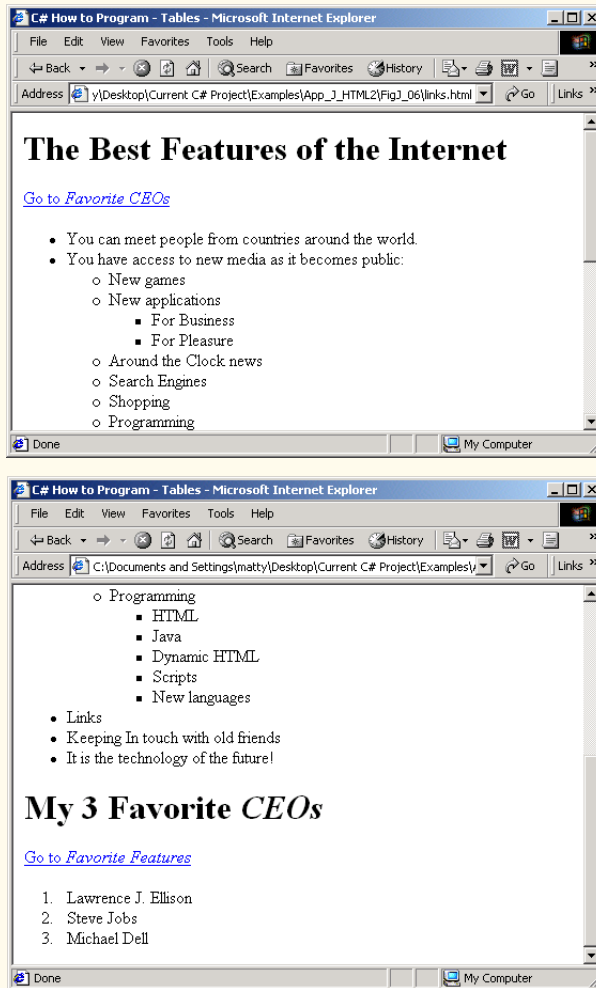 C# How to Program - Tables - Microsoft Internet Explorer
File Edit View Favorites Tools Help
Back Search Favorites History
Address y\Desktop\Current C# Project\Examples\App_J_HTML2\FigJ_06\links.html Go Links »
The Best Features of the Internet
Go to Favorite CEOs
• You can meet people from countries around the world.
• You have access to new media as it becomes public:
o New games
o New applications
▪ For Business
▪ For Pleasure
o Around the Clock news
o Search Engines
o Shopping
o Programming
Done My Computer
C# How to Program - Tables - Microsoft Internet Explorer
File Edit View Favorites Tools Help
Back Search Favorites History
Address C:\Documents and Settings\matty\Desktop\Current C# Project\Examples\ Go Links »
o Programming
▪ HTML
▪ Java
▪ Dynamic HTML
▪ Scripts
▪ New languages
• Links
• Keeping In touch with old friends
• It is the technology of the future!
My 3 Favorite CEOs
Go to Favorite Features
1. Lawrence J. Ellison
2. Steve Jobs
3. Michael Dell
Done My Computer